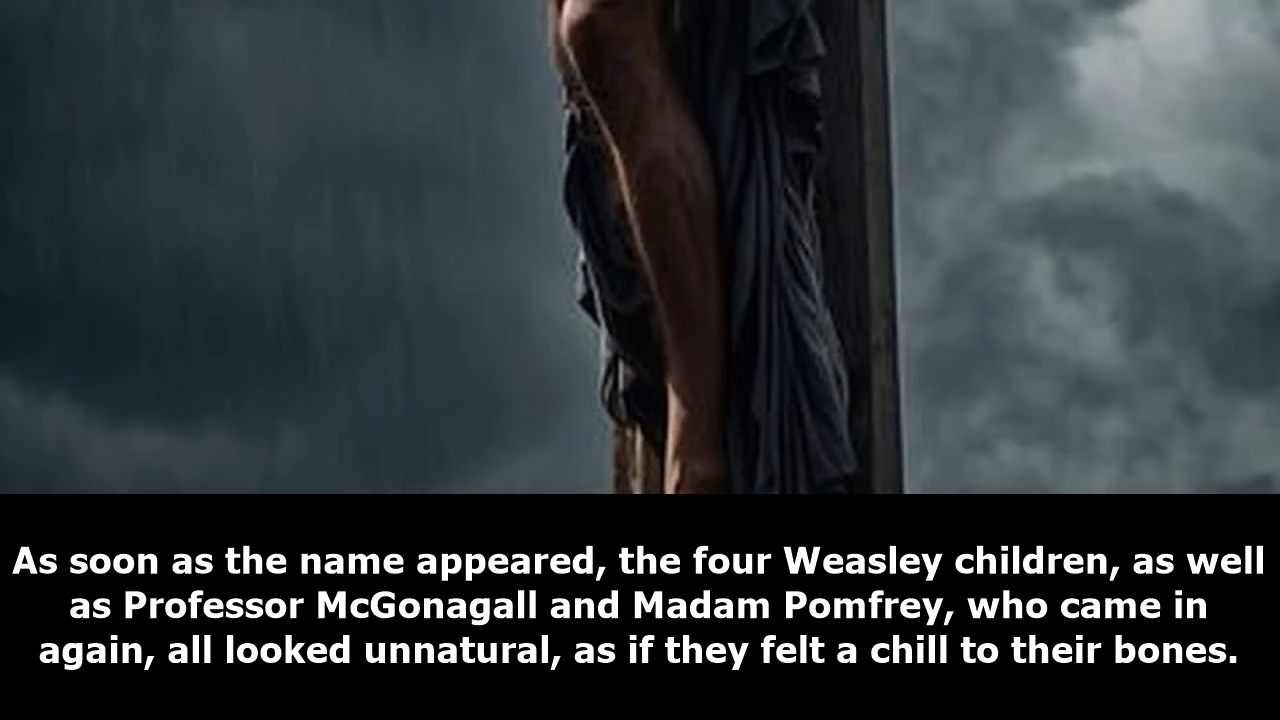 As soon as the name appeared, the four Weasley children, as well
as Professor McGonagall and Madam Pomfrey, who came in
again, all looked unnatural, as if they felt a chill to their bones.